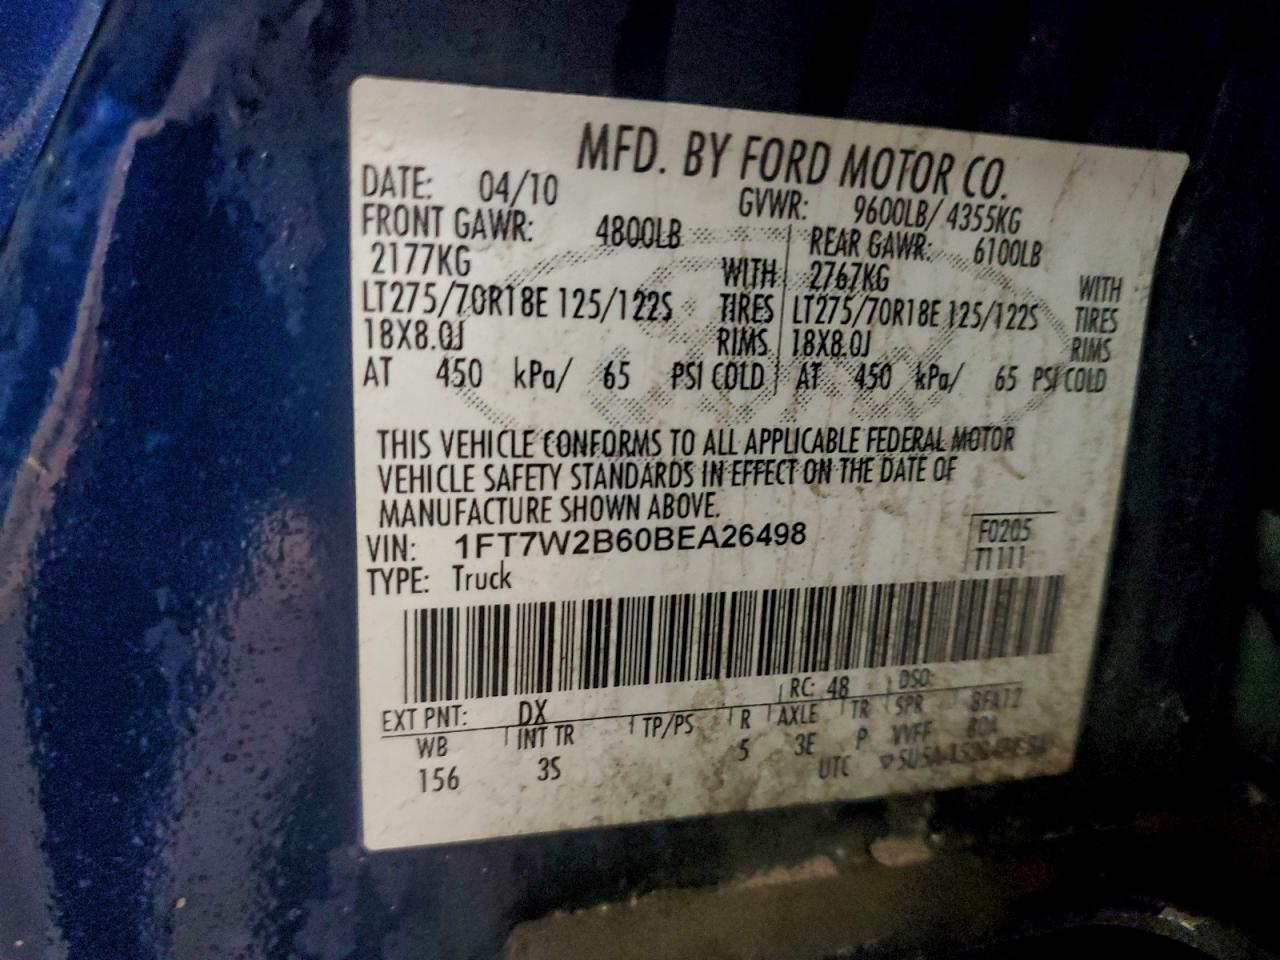 MFD. BY FORD MOTOR CO.
DATE: 04/10 GVWR: 9600LB/ 4355KG
FRONT GAWR: 4800LB REAR GAWR: 6100LB
2177KG WITH 2767KG WITH
LT275/70R18E 125/122S TIRES LT275/70R18E 125/122S TIRES
18X8.0J RIMS 18X8.0J RIMS
AT 450 kPa/ 65 PSI COLD AT 450 kPa/ 65 PSI COLD
THIS VEHICLE CONFORMS TO ALL APPLICABLE FEDERAL MOTOR
VEHICLE SAFETY STANDARDS IN EFFECT ON THE DATE OF
MANUFACTURE SHOWN ABOVE.
VIN: 1FT7W2B60BEA26498 F0205
TYPE: Truck T1111
EXT PNT: DX RC: 48 DSO:
WB INT TR TP/PS R AXLE TR SPR
156 3S 5 3E P VVFF
UTC